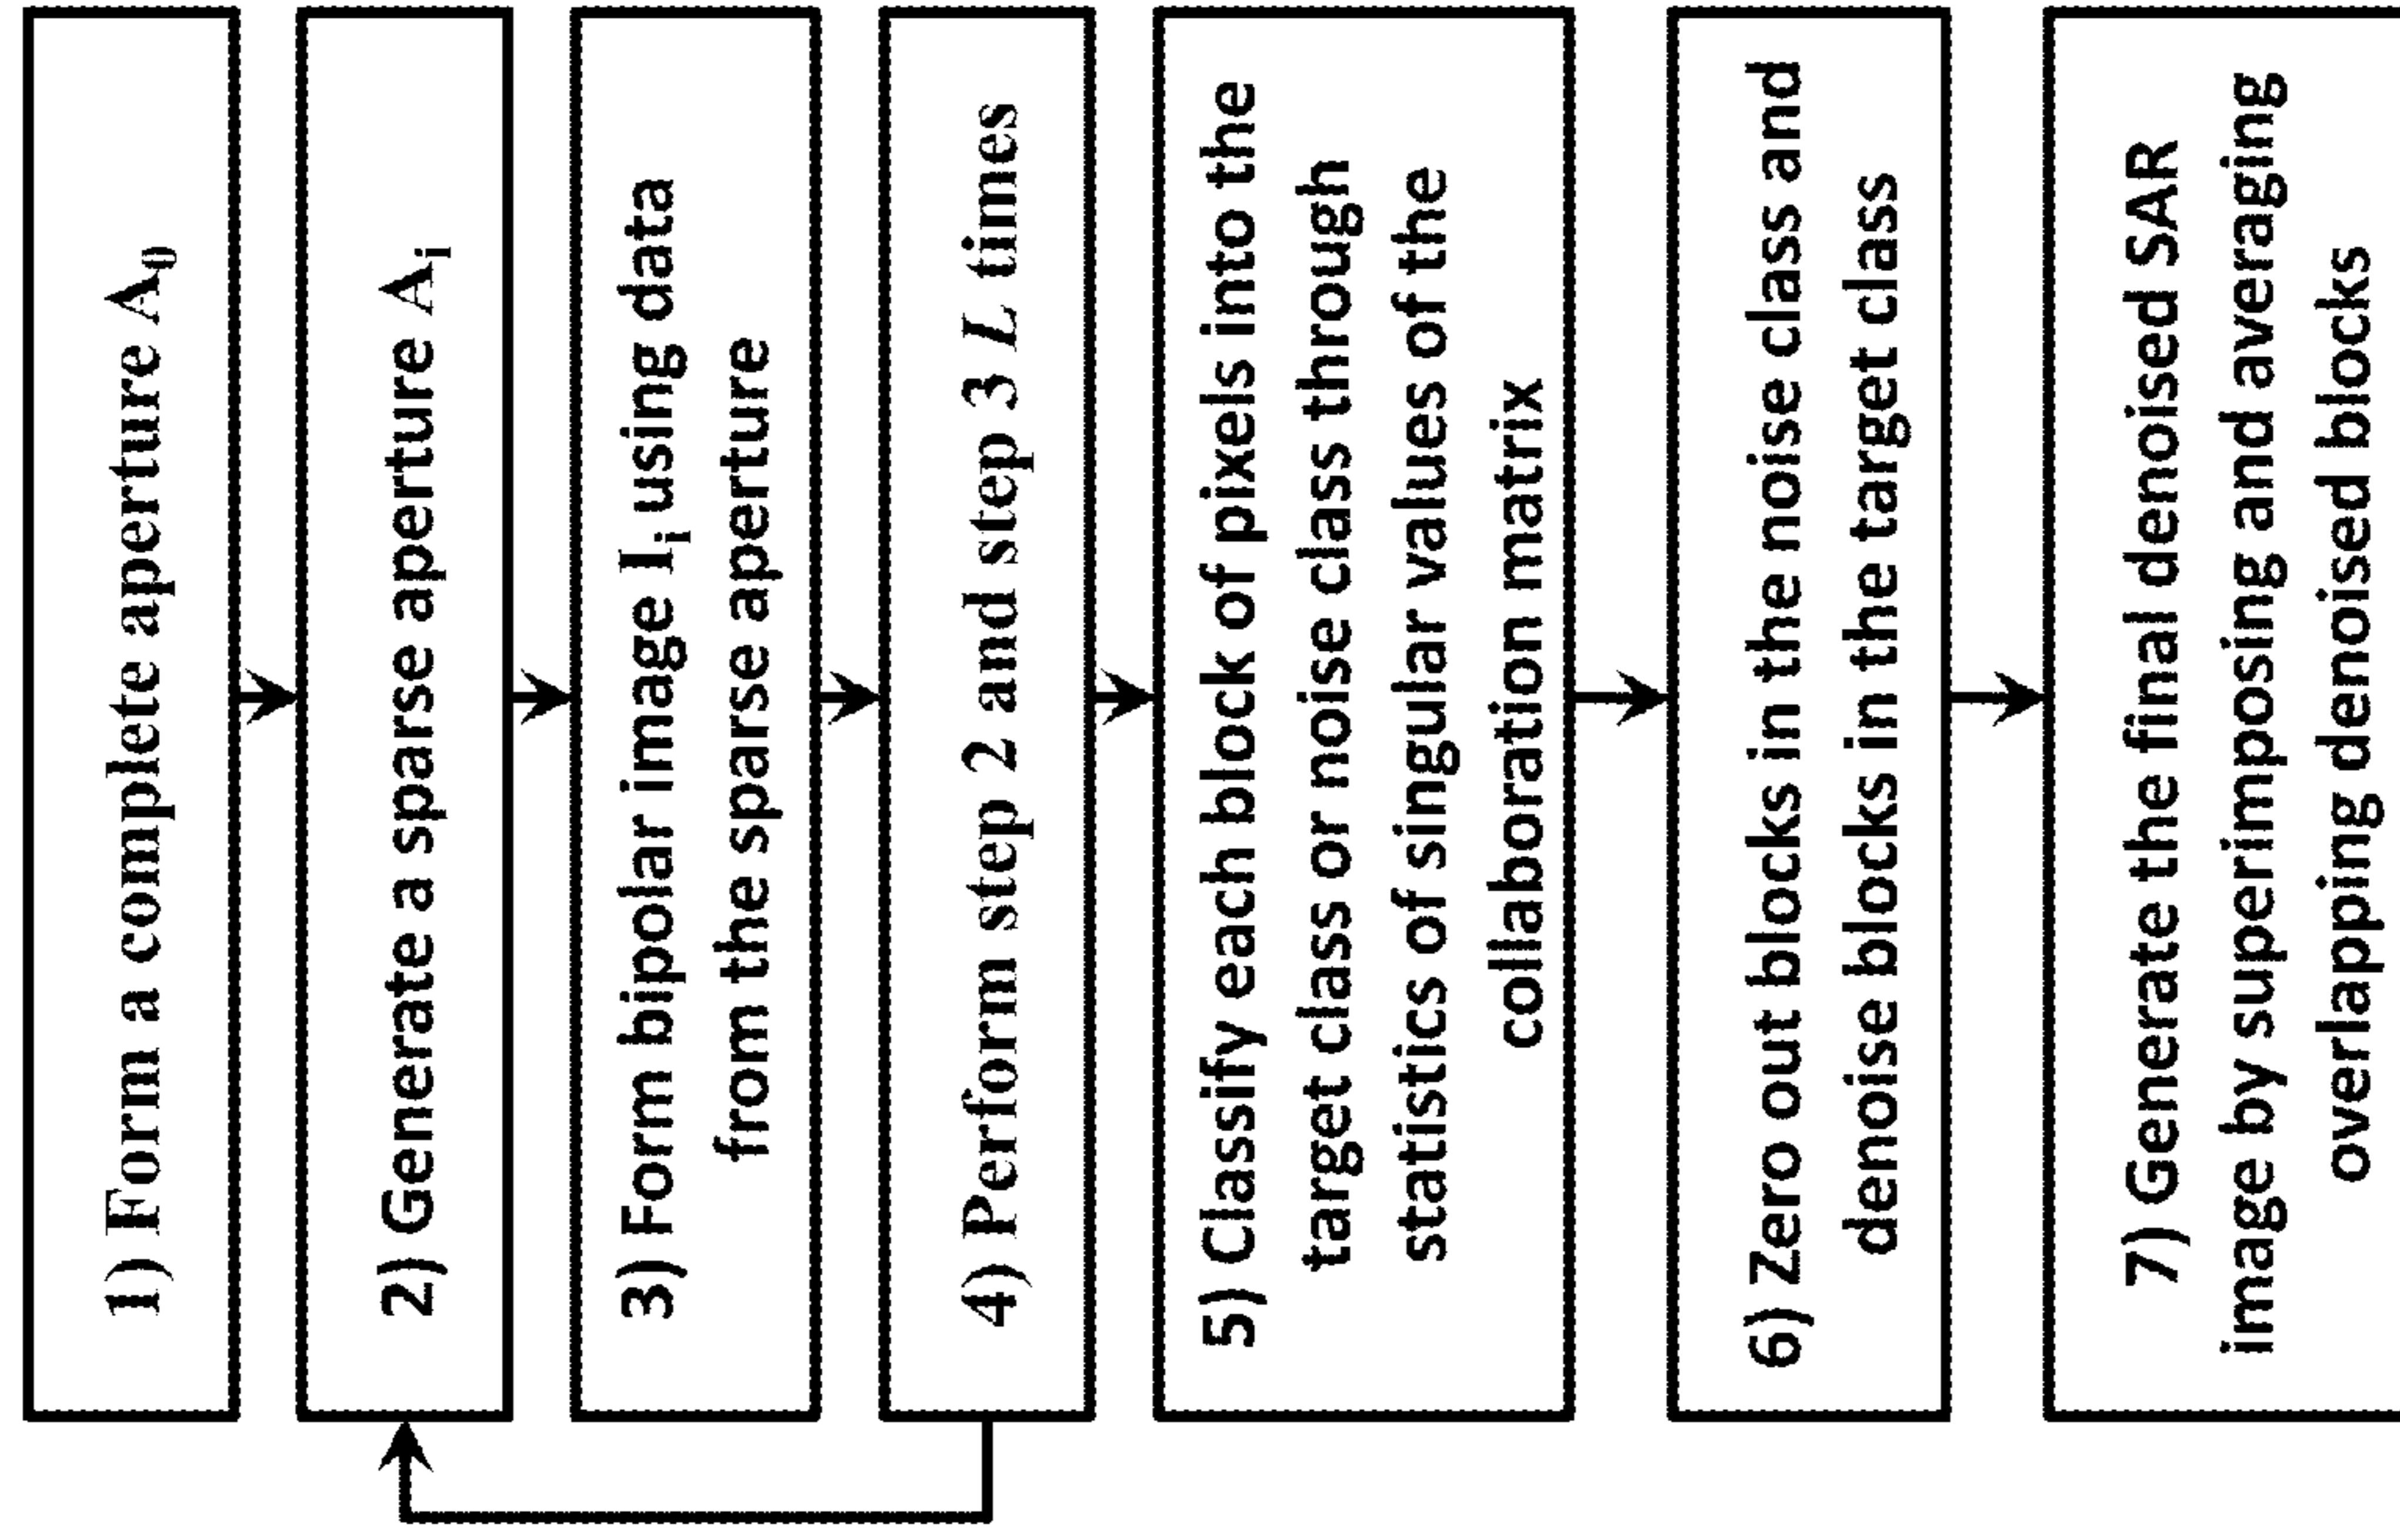 1) Form a complete aperture A₀
2) Generate a sparse aperture Aᵢ
3) Form bipolar image Iᵢ using data
from the sparse aperture
4) Perform step 2 and step 3 L times
5) Classify each block of pixels into the
target class or noise class through
statistics of singular values of the
collaboration matrix
6) Zero out blocks in the noise class and
denoise blocks in the target class
7) Generate the final denoised SAR
image by superimposing and averaging
overlapping denoised blocks